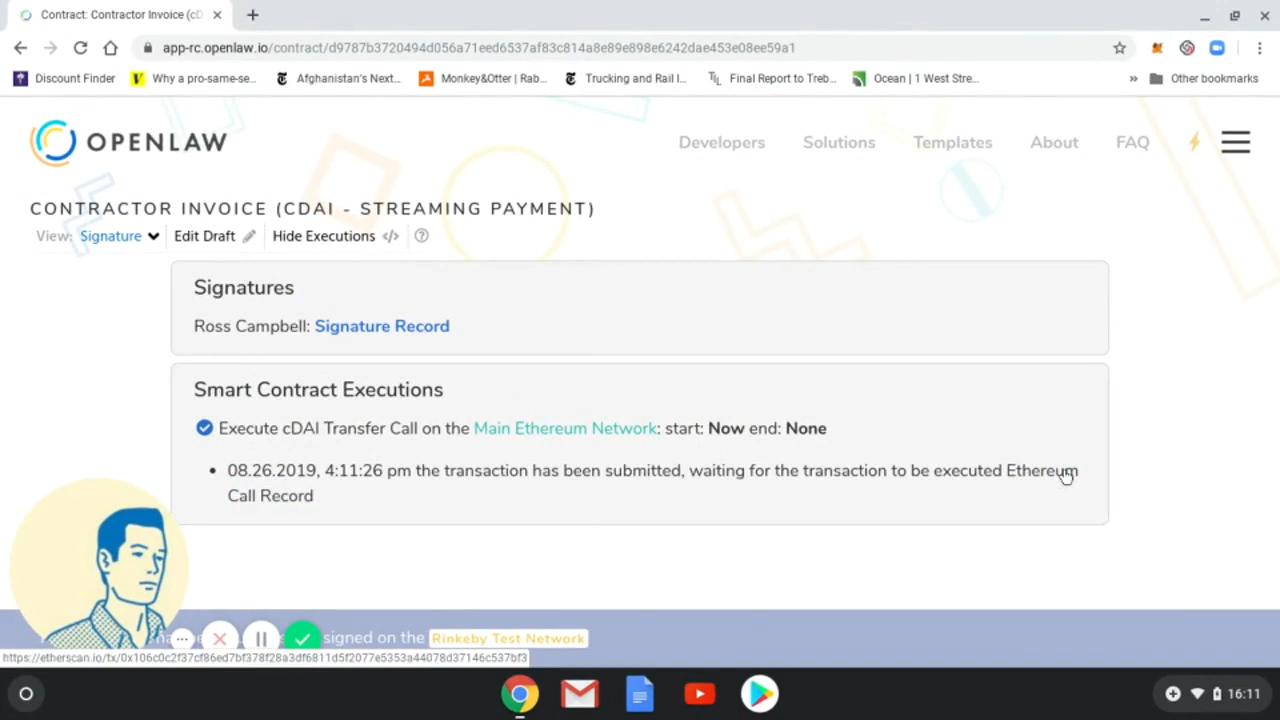 Contract: Contractor Invoice (cD
app-rc.openlaw.io/contract/d9787b3720494d056a71eed6537af83c814a8e89e898e6242dae453e08ee59a1
Discount Finder
Why a pro-same-se...
Afghanistan's Next...
Monkey&Otter | Rab...
Trucking and Rail I...
Final Report to Treb...
Ocean | 1 West Stre...
» Other bookmarks
OPENLAW
Developers
Solutions
Templates
About
FAQ
CONTRACTOR INVOICE (CDAI - STREAMING PAYMENT)
View: Signature
Edit Draft
Hide Executions </>
Signatures
Ross Campbell: Signature Record
Smart Contract Executions
Execute cDAI Transfer Call on the Main Ethereum Network: start: Now end: None
• 08.26.2019, 4:11:26 pm the transaction has been submitted, waiting for the transaction to be executed Ethereum
Call Record
signed on the Rinkeby Test Network
https://etherscan.io/tx/0x106c0c2f37cf86ed7bf378f28a3df6811d5f2077e5353a44078d37146c537bf3
16:11